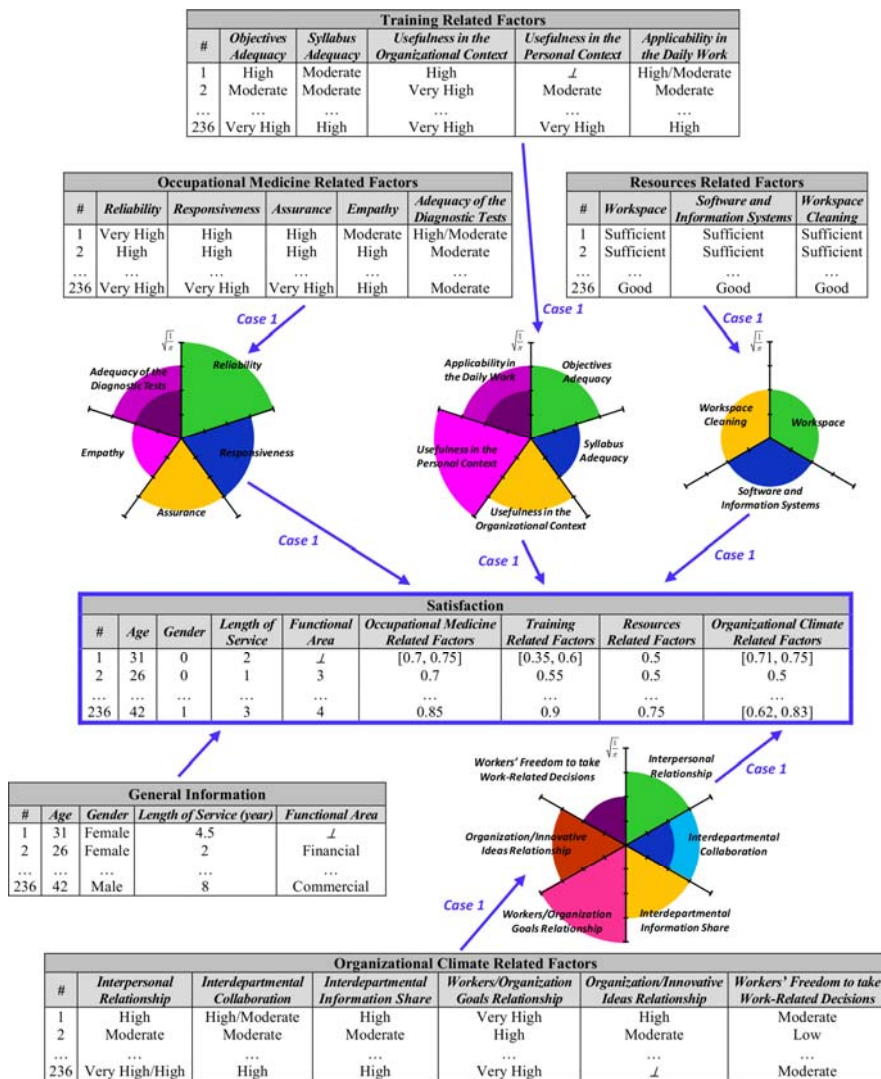 Training Related Factors
# Objectives Adequacy Syllabus Adequacy Usefulness in the Organizational Context Usefulness in the Personal Context Applicability in the Daily Work
1 High Moderate High ⊥ High/Moderate
2 Moderate Moderate Very High Moderate Moderate
… … … … … …
236 Very High High Very High Very High High
Occupational Medicine Related Factors
# Reliability Responsiveness Assurance Empathy Adequacy of the Diagnostic Tests
1 Very High High High Moderate High/Moderate
2 High High High High Moderate
… … … … … …
236 Very High Very High Very High High Moderate
Resources Related Factors
# Workspace Software and Information Systems Workspace Cleaning
1 Sufficient Sufficient Sufficient
2 Sufficient Sufficient Sufficient
… … … …
236 Good Good Good
Case 1
Case 1
Case 1
√1/π
Adequacy of the
Diagnostic Tests
Reliability
Empathy
Responsiveness
Assurance
√1/π
Applicability in
the Daily Work
Objectives
Adequacy
Usefulness in the
Personal Context
Syllabus
Adequacy
Usefulness in the
Organizational Context
√1/π
Workspace
Cleaning
Workspace
Software and
Information Systems
Case 1
Case 1
Case 1
Satisfaction
# Age Gender Length of Service Functional Area Occupational Medicine Related Factors Training Related Factors Resources Related Factors Organizational Climate Related Factors
1 31 0 2 ⊥ [0.7, 0.75] [0.35, 0.6] 0.5 [0.71, 0.75]
2 26 0 1 3 0.7 0.55 0.5 0.5
… … … … … … … … …
236 42 1 3 4 0.85 0.9 0.75 [0.62, 0.83]
General Information
# Age Gender Length of Service (year) Functional Area
1 31 Female 4.5 ⊥
2 26 Female 2 Financial
… … … … …
236 42 Male 8 Commercial
√1/π
Workers' Freedom to take
Work-Related Decisions
Interpersonal
Relationship
Case 1
Organization/Innovative
Ideas Relationship
Interdepartmental
Collaboration
Workers/Organization
Goals Relationship
Interdepartmental
Information Share
Case 1
Organizational Climate Related Factors
# Interpersonal Relationship Interdepartmental Collaboration Interdepartmental Information Share Workers/Organization Goals Relationship Organization/Innovative Ideas Relationship Workers' Freedom to take Work-Related Decisions
1 High High/Moderate High Very High High Moderate
2 Moderate Moderate Moderate High Moderate Low
… … … … … … …
236 Very High/High High High Very High ⊥ Moderate